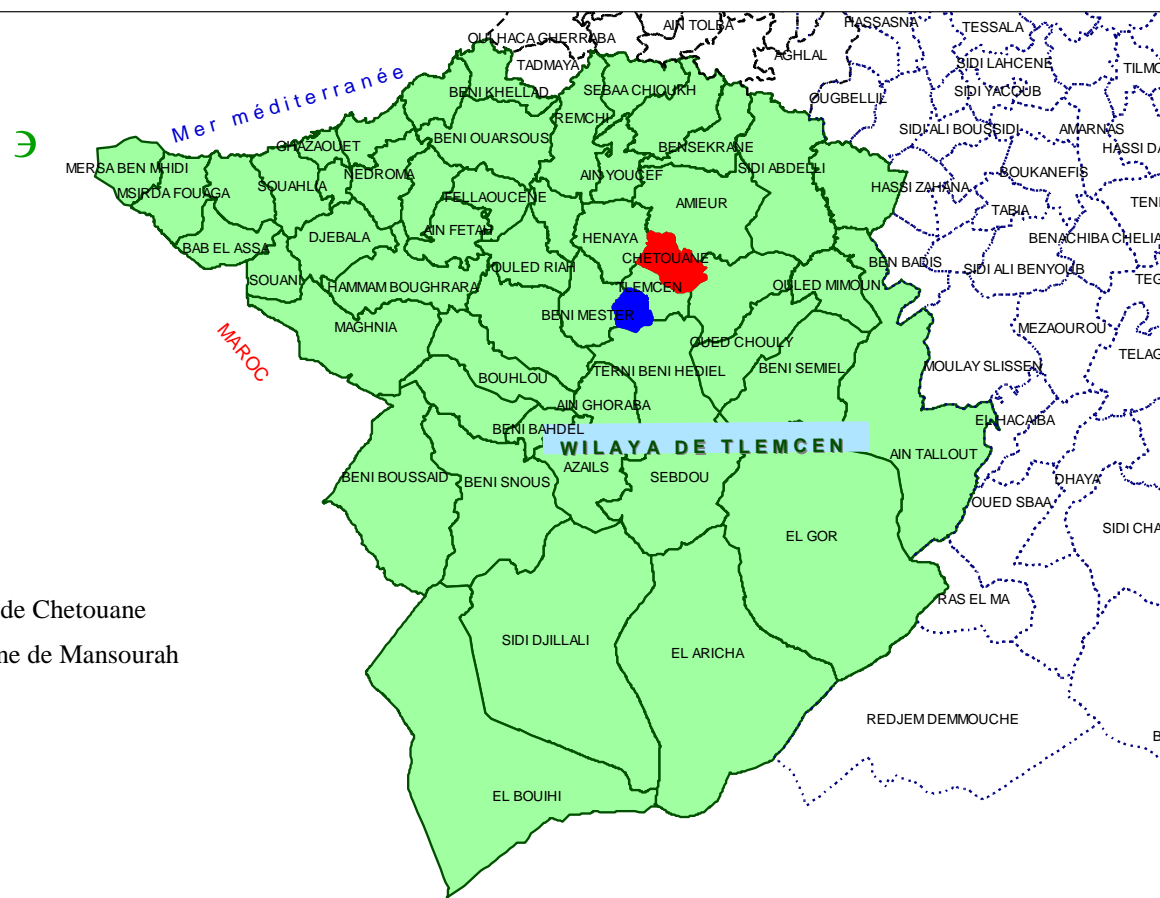 HASSASNA
AIN TOLBA
TESSALA
OULHACA GHERRABA
AGHLAL
SIDI LAHCENE
TADMAYA
TILMO
Mer méditerranée
BENI KHELLAD
SEBAA CHIOUKH
OUGBELLIL
SIDI YACOUB
REMCHI
SIDI ALI BOUSSIDI
AMARNAS
BENI OUARSOUS
BENSEKRANE
HASSI DA
GHAZAOUET
MERSA BEN MHIDI
NEDROMA
AIN YOUCEF
SIDI ABDELLI
BOUKANEFIS
MSIRDA FOUAGA
SOUAHLIA
FELLAOUCENE
AMIEUR
HASSI ZAHANA
TENI
TABIA
AIN FETAH
DJEBALA
HENAYA
BENACHIBA CHELIA
BAB EL ASSA
CHETOUANE
BEN BADIS
OULED RIAH
SIDI ALI BENYOUB
SOUANI
HAMMAM BOUGHRARA
TLEMCEN
OULED MIMOUN
TEG
BENI MESTER
MAGHNIA
MEZAOUROU
MAROC
OUED CHOULY
TELAG
BOUHLOU
TERNI BENI HEDIEL
BENI SEMIEL
MOULAY SLISSEN
AIN GHORABA
EL HACAIBA
BENI BAHDEL
WILAYA DE TLEMCEN
AIN TALLOUT
BENI BOUSSAID
BENI SNOUS
AZAILS
SEBDOU
DHAYA
OUED SBAA
EL GOR
SIDI CHA
RAS EL MA
de Chetouane
SIDI DJILLALI
EL ARICHA
ne de Mansourah
REDJEM DEMMOUCHE
B
EL BOUIHI